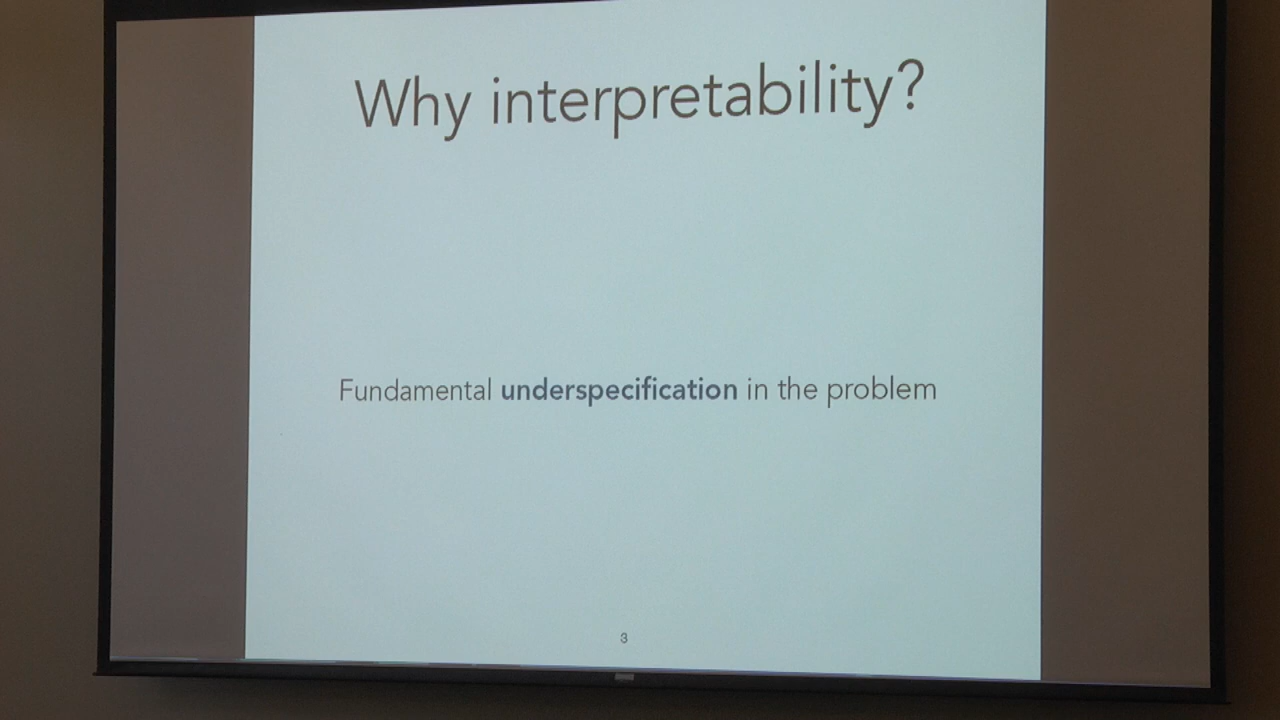 Why interpretability?
Fundamental underspecification in the problem
3